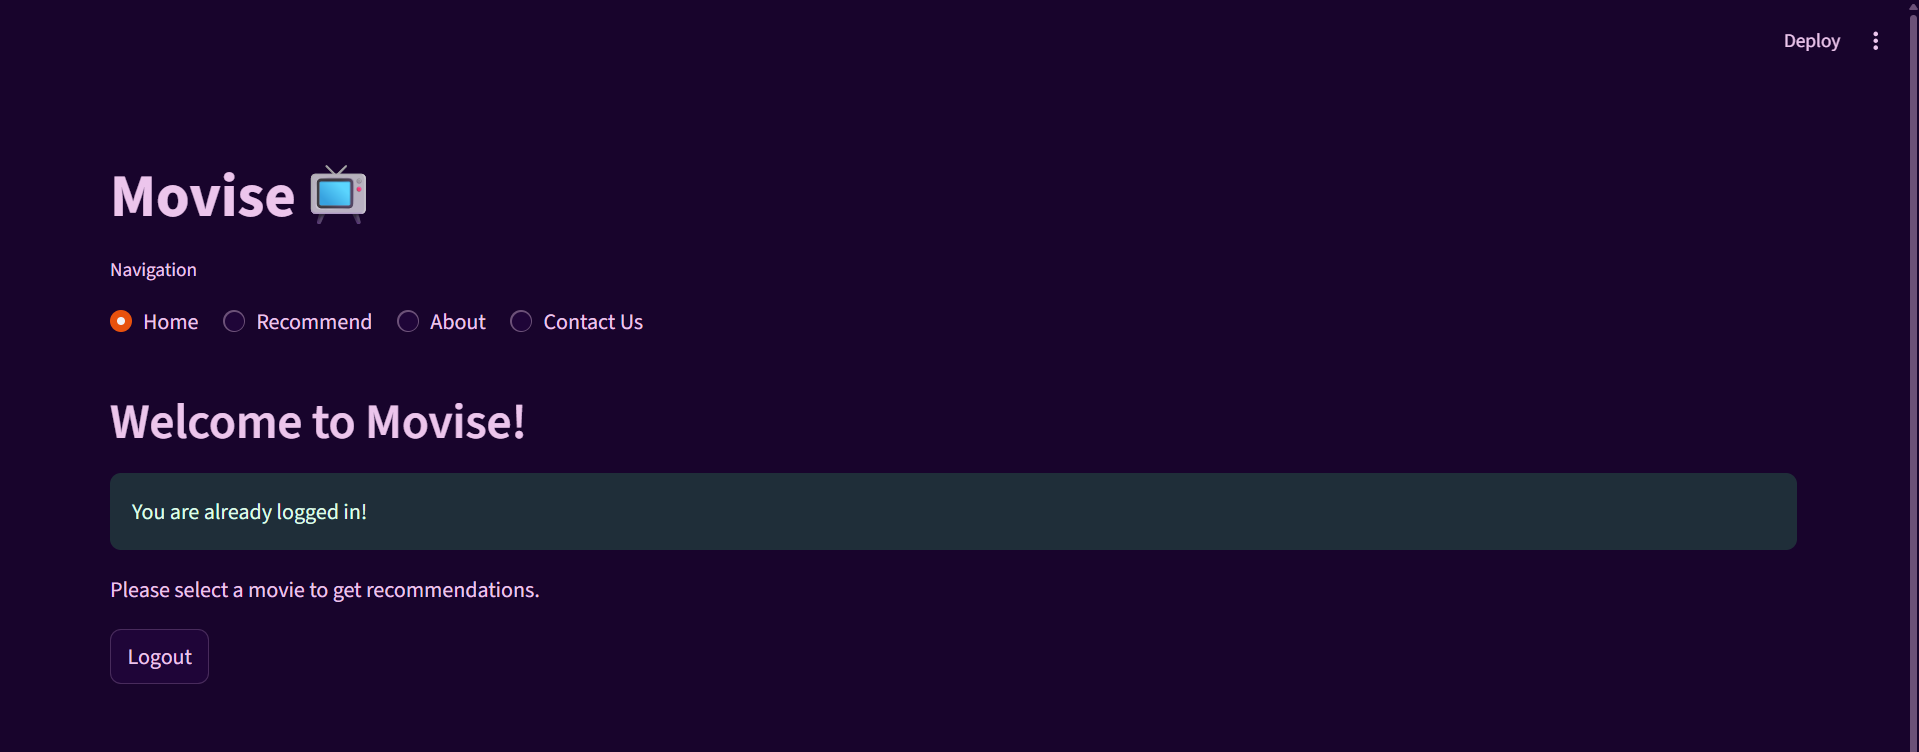 Deploy
Movise
Navigation
Home Recommend About Contact Us
Welcome to Movise!
You are already logged in!
Please select a movie to get recommendations.
Logout